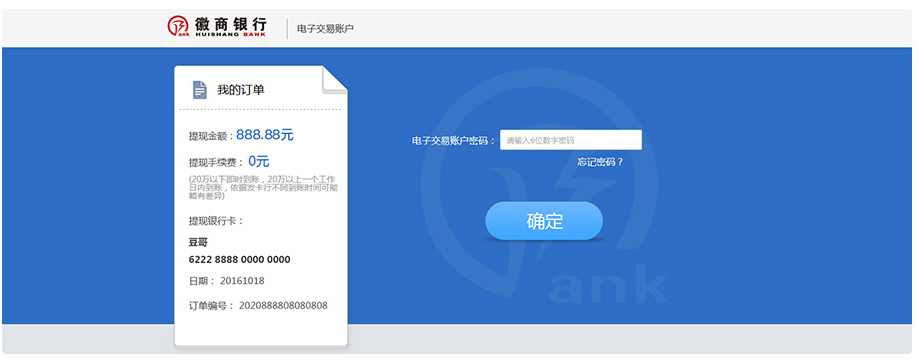 徽商银行
HUISHANG BANK
ank
电子交易账户
我的订单
提现金额：888.88元
提现手续费： 0元
(20万以下即时到账，20万以上一个工作
日内到账，依据发卡行不同到账时间可能
略有差异)
提现银行卡：
豆哥
6222 8888 0000 0000
日期： 20161018
订单编号： 2020888808080808
电子交易账户密码：
请输入6位数字密码
忘记密码？
确定
ank